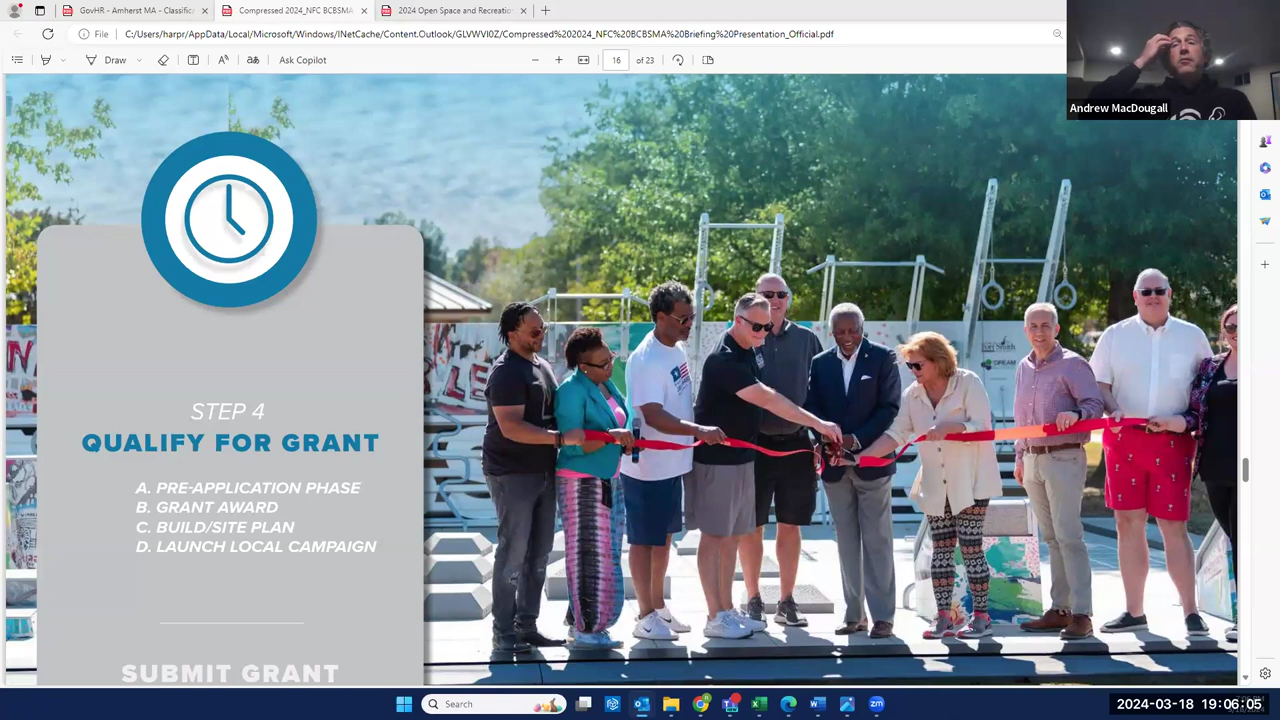 GovHR - Amherst MA - Classific
Compressed 2024_NFC BCBSMA
2024 Open Space and Recreatio
File
C:/Users/harpr/AppData/Local/Microsoft/Windows/INetCache/Content.Outlook/GLVWVI0Z/Compressed%202024_NFC%20BCBSMA%20Briefing%20Presentation_Official.pdf
Draw
Ask Copilot
16 of 23
Andrew MacDougall
STEP 4
QUALIFY FOR GRANT
A. PRE-APPLICATION PHASE
B. GRANT AWARD
C. BUILD/SITE PLAN
D. LAUNCH LOCAL CAMPAIGN
SUBMIT GRANT
Search
2024-03-18 19:06:05